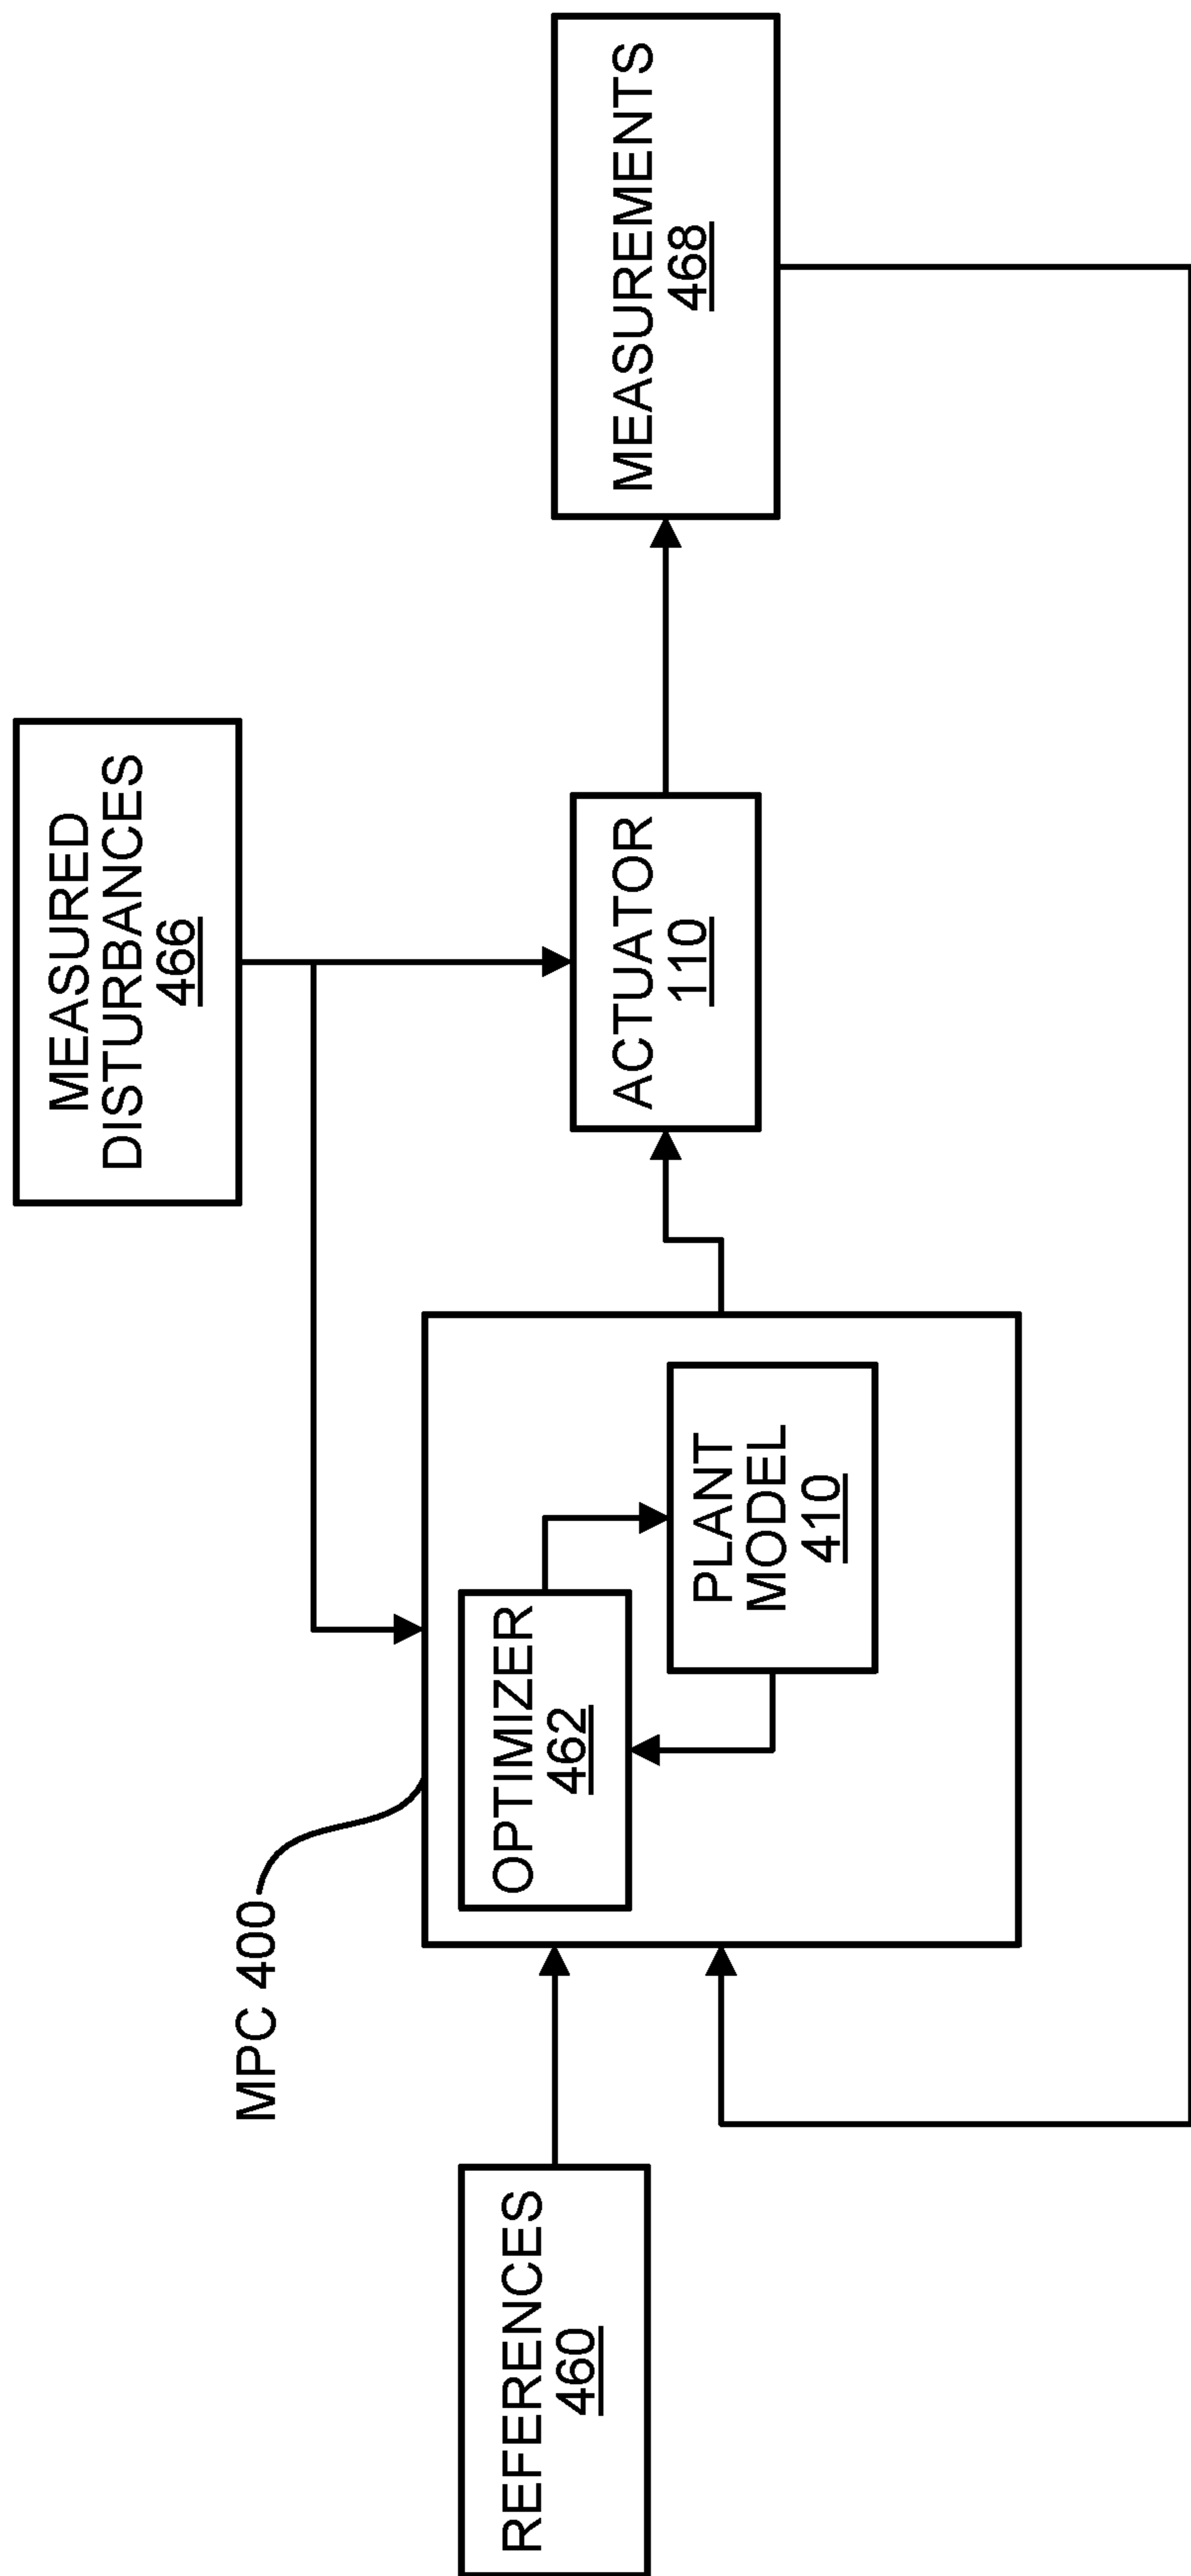 MEASURED
DISTURBANCES
466
MPC 400
REFERENCES
460
OPTIMIZER
462
PLANT
MODEL
410
ACTUATOR
110
MEASUREMENTS
468